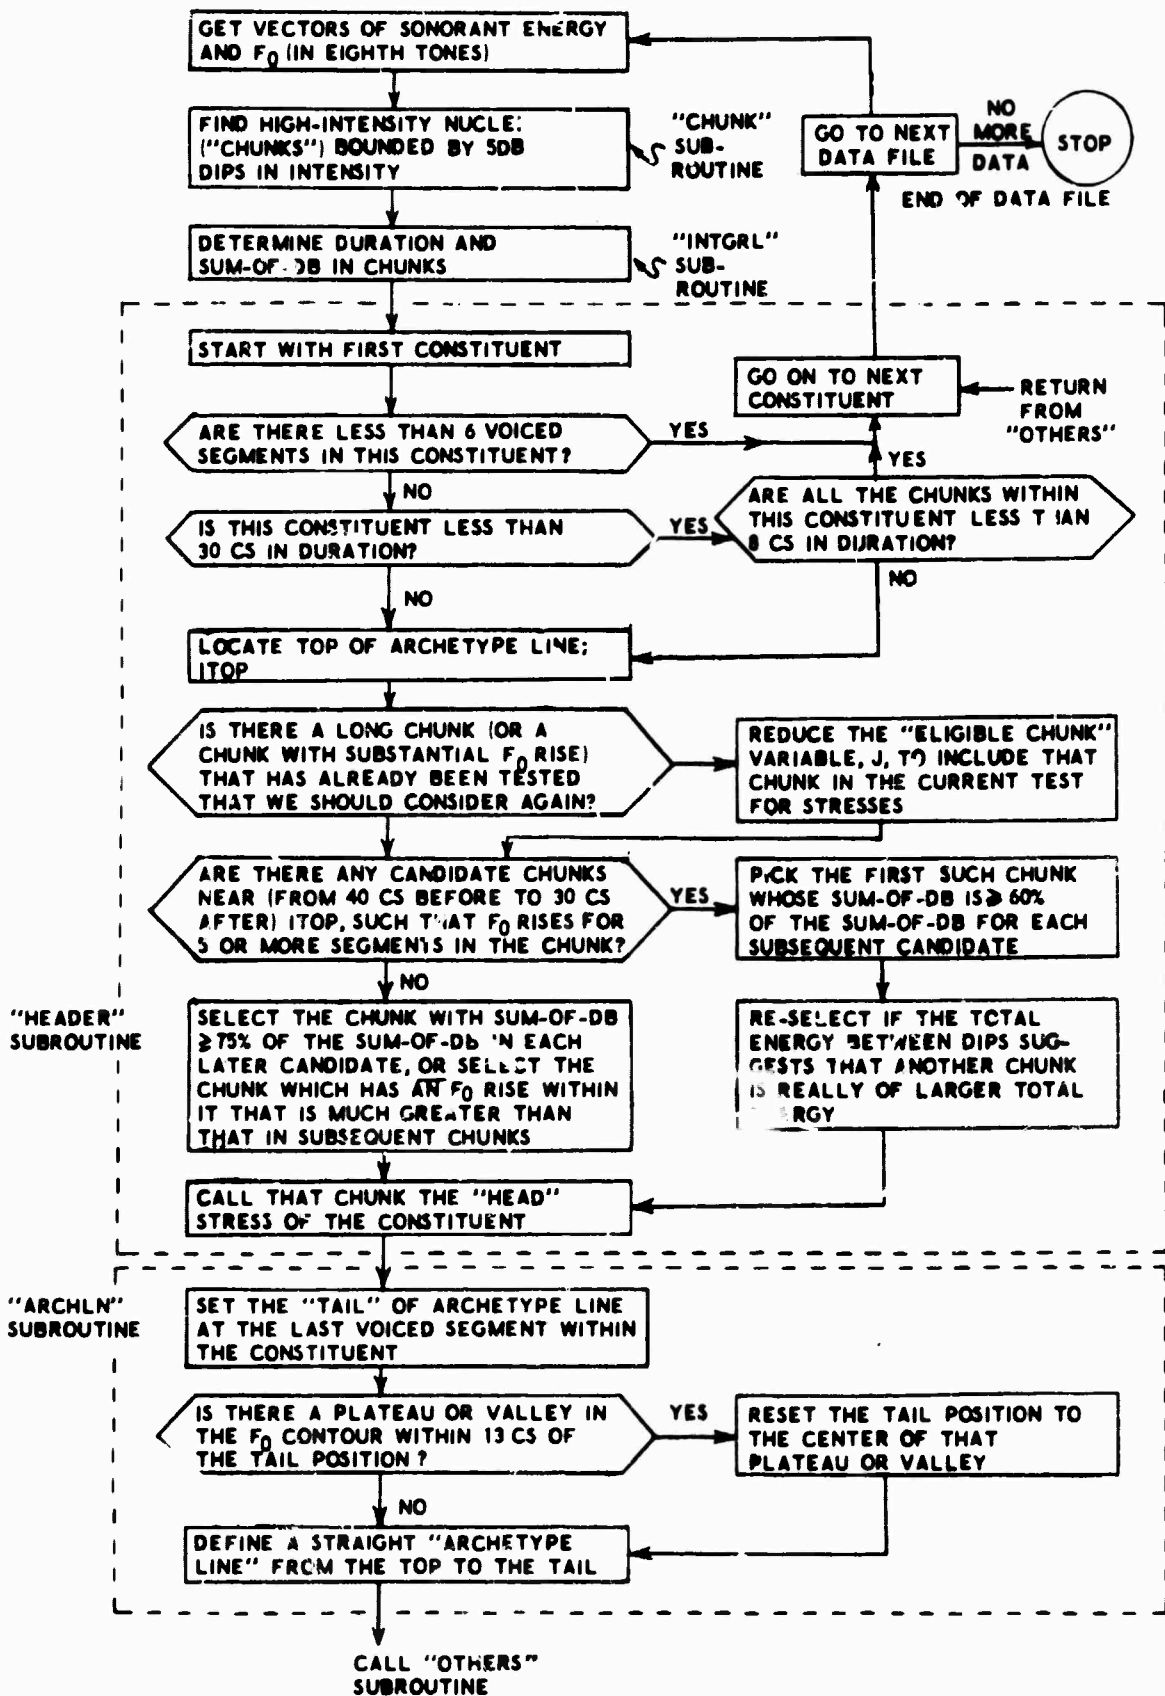 GET VECTORS OF SONORANT ENERGY
AND F0 (IN EIGHTH TONES)
FIND HIGH-INTENSITY NUCLEI
("CHUNKS") BOUNDED BY 5DB
DIPS IN INTENSITY
"CHUNK"
SUB-
ROUTINE
GO TO NEXT
DATA FILE
NO
MORE
DATA
STOP
END OF DATA FILE
DETERMINE DURATION AND
SUM-OF-DB IN CHUNKS
"INTGRL"
SUB-
ROUTINE
START WITH FIRST CONSTITUENT
GO ON TO NEXT
CONSTITUENT
RETURN
FROM
"OTHERS"
ARE THERE LESS THAN 6 VOICED
SEGMENTS IN THIS CONSTITUENT?
YES
YES
NO
IS THIS CONSTITUENT LESS THAN
30 CS IN DURATION?
YES
ARE ALL THE CHUNKS WITHIN
THIS CONSTITUENT LESS THAN
8 CS IN DURATION?
NO
NO
LOCATE TOP OF ARCHETYPE LINE;
ITOP
IS THERE A LONG CHUNK (OR A
CHUNK WITH SUBSTANTIAL F0 RISE)
THAT HAS ALREADY BEEN TESTED
THAT WE SHOULD CONSIDER AGAIN?
REDUCE THE "ELIGIBLE CHUNK"
VARIABLE, J, TO INCLUDE THAT
CHUNK IN THE CURRENT TEST
FOR STRESSES
ARE THERE ANY CANDIDATE CHUNKS
NEAR (FROM 40 CS BEFORE TO 30 CS
AFTER) ITOP, SUCH THAT F0 RISES FOR
5 OR MORE SEGMENTS IN THE CHUNK?
YES
PICK THE FIRST SUCH CHUNK
WHOSE SUM-OF-DB IS ≥ 60%
OF THE SUM-OF-DB FOR EACH
SUBSEQUENT CANDIDATE
NO
"HEADER"
SUBROUTINE
SELECT THE CHUNK WITH SUM-OF-DB
≥75% OF THE SUM-OF-DB IN EACH
LATER CANDIDATE, OR SELECT THE
CHUNK WHICH HAS AN F0 RISE WITHIN
IT THAT IS MUCH GREATER THAN
THAT IN SUBSEQUENT CHUNKS
RE-SELECT IF THE TOTAL
ENERGY BETWEEN DIPS SUG-
GESTS THAT ANOTHER CHUNK
IS REALLY OF LARGER TOTAL
ERGY
CALL THAT CHUNK THE "HEAD"
STRESS OF THE CONSTITUENT
"ARCHLN"
SUBROUTINE
SET THE "TAIL" OF ARCHETYPE LINE
AT THE LAST VOICED SEGMENT WITHIN
THE CONSTITUENT
IS THERE A PLATEAU OR VALLEY IN
THE F0 CONTOUR WITHIN 13 CS OF
THE TAIL POSITION?
YES
RESET THE TAIL POSITION TO
THE CENTER OF THAT
PLATEAU OR VALLEY
NO
DEFINE A STRAIGHT "ARCHETYPE
LINE" FROM THE TOP TO THE TAIL
CALL "OTHERS"
SUBROUTINE